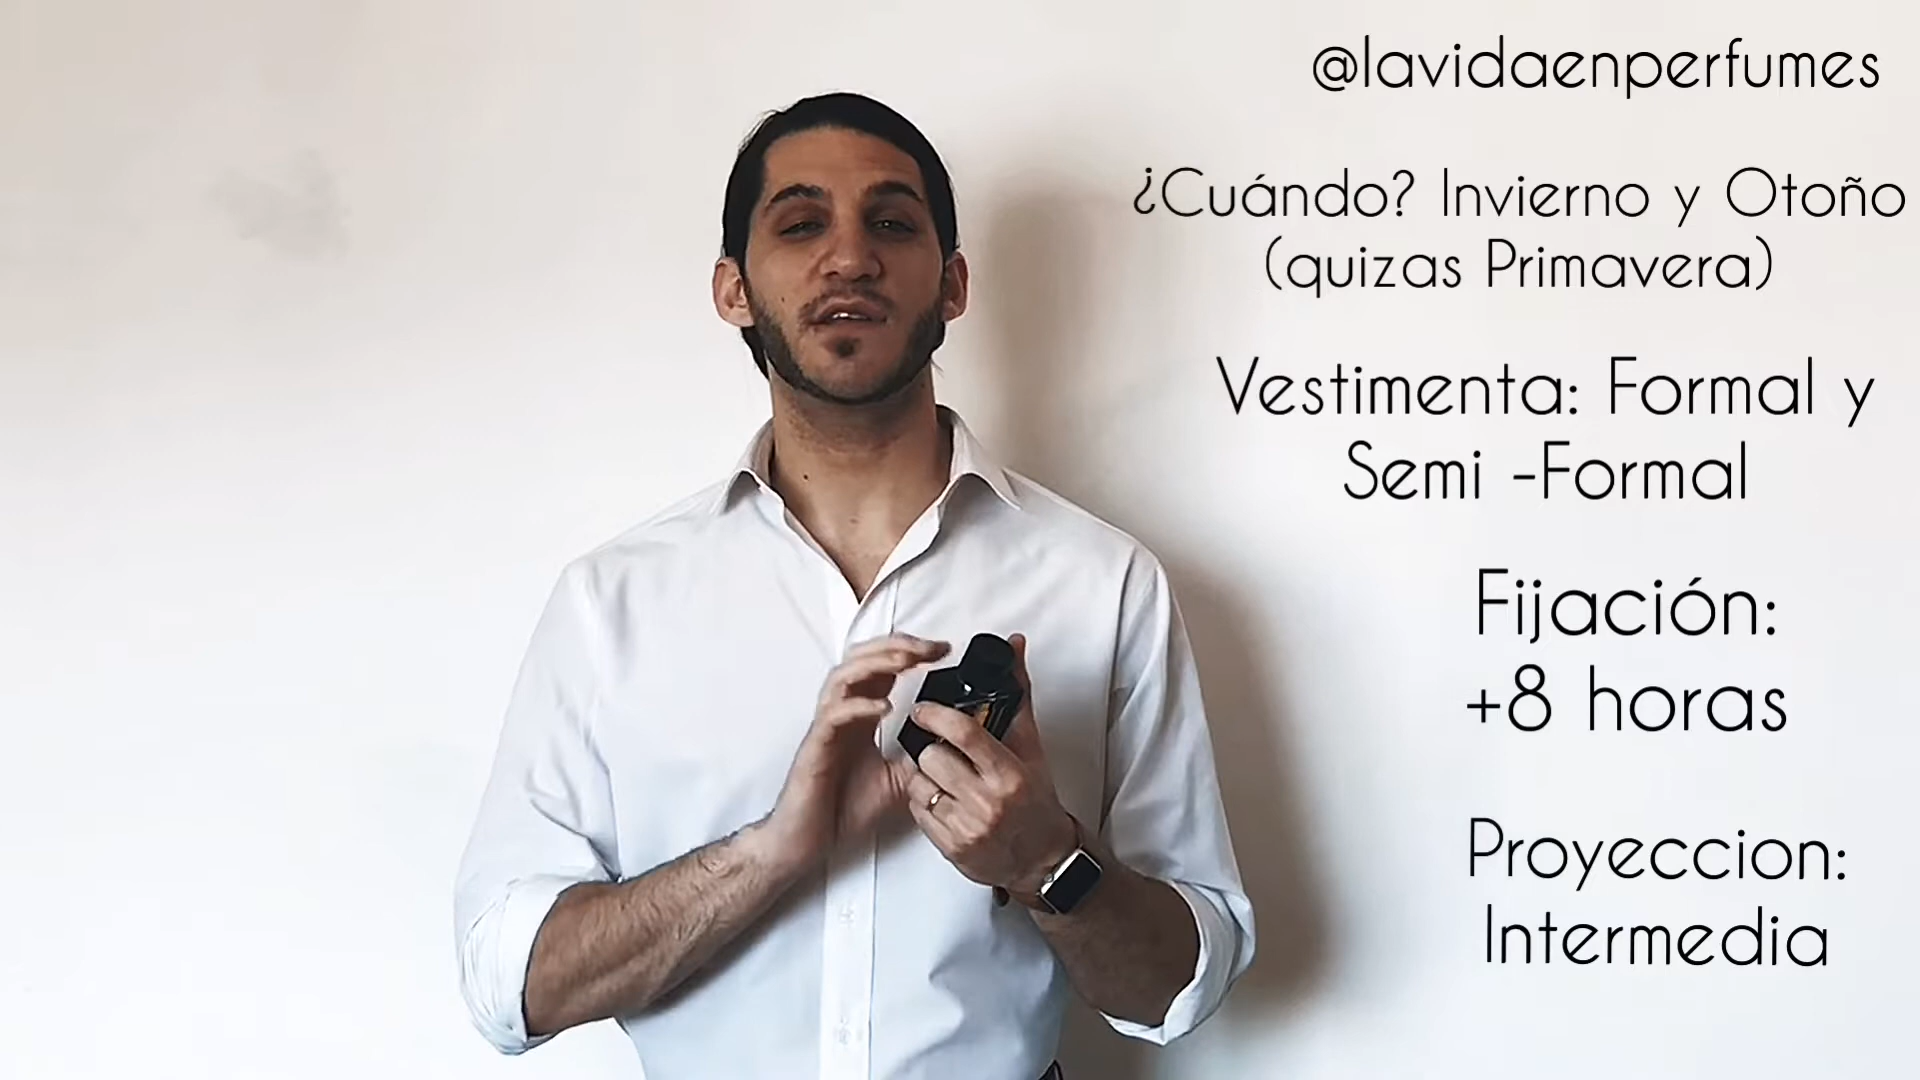 @lavidaenperfumes
¿Cuándo? Invierno y Otoño
(quizas Primavera)
Vestimenta: Formal y
Semi -Formal
Fijación:
+8 horas
Proyeccion:
Intermedia